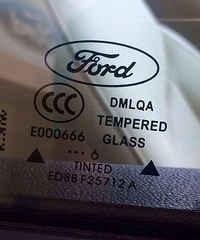 Ford
CCC DMLQA
E000666 TEMPERED
GLASS
... 6
TINTED
ED8B F25712 A